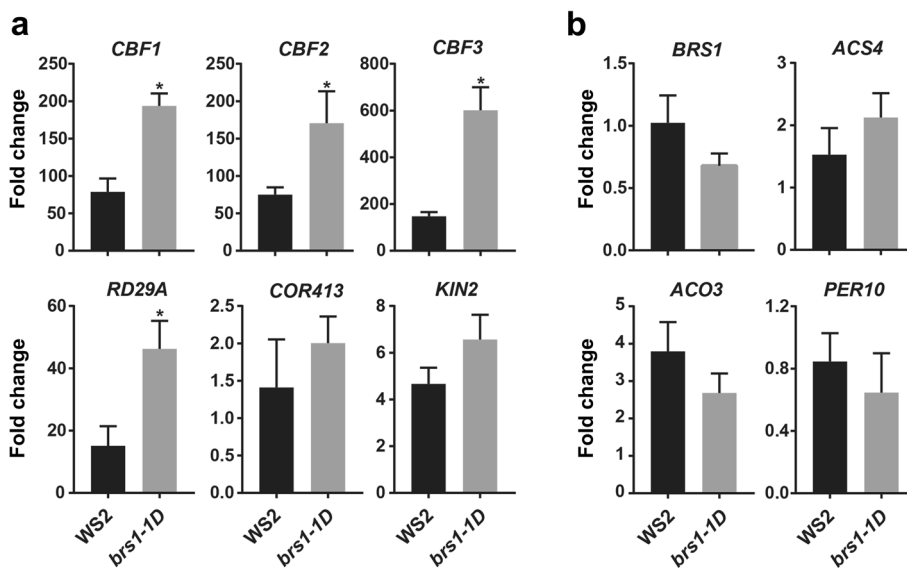 a
CBF1
CBF2
CBF3
Fold change
250
200
150
100
50
0
*
250
200
150
100
50
0
*
800
600
400
200
0
*
RD29A
COR413
KIN2
Fold change
60
40
20
0
*
WS2
brs1-1D
2.5
2.0
1.5
1.0
0.5
0.0
WS2
brs1-1D
8
6
4
2
0
WS2
brs1-1D
b
BRS1
ACS4
Fold change
1.5
1.0
0.5
0.0
3
2
1
0
ACO3
PER10
Fold change
5
4
3
2
1
0
WS2
brs1-1D
1.2
0.8
0.4
0.0
WS2
brs1-1D